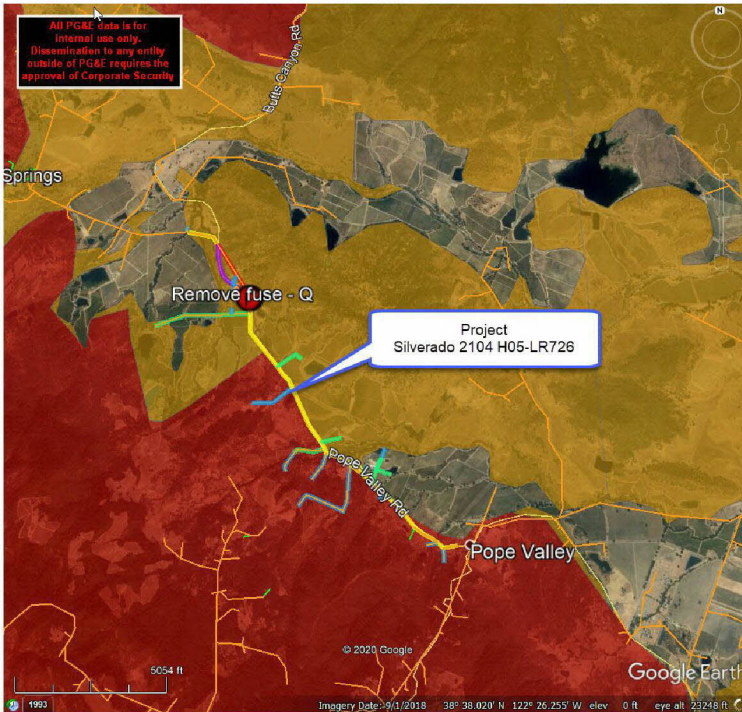 All PG&E data is for
internal use only.
Dissemination to any entity
outside of PG&E requires the
approval of Corporate Security
N
Butts Canyon Rd
Springs
Remove fuse - Q
Project
Silverado 2104 H05-LR726
Pope Valley Rd
Pope Valley
© 2020 Google
5054 ft
Google Earth
1993
Imagery Date: 9/1/2018 38° 38.020' N 122° 26.255' W elev 0 ft eye alt 23248 ft